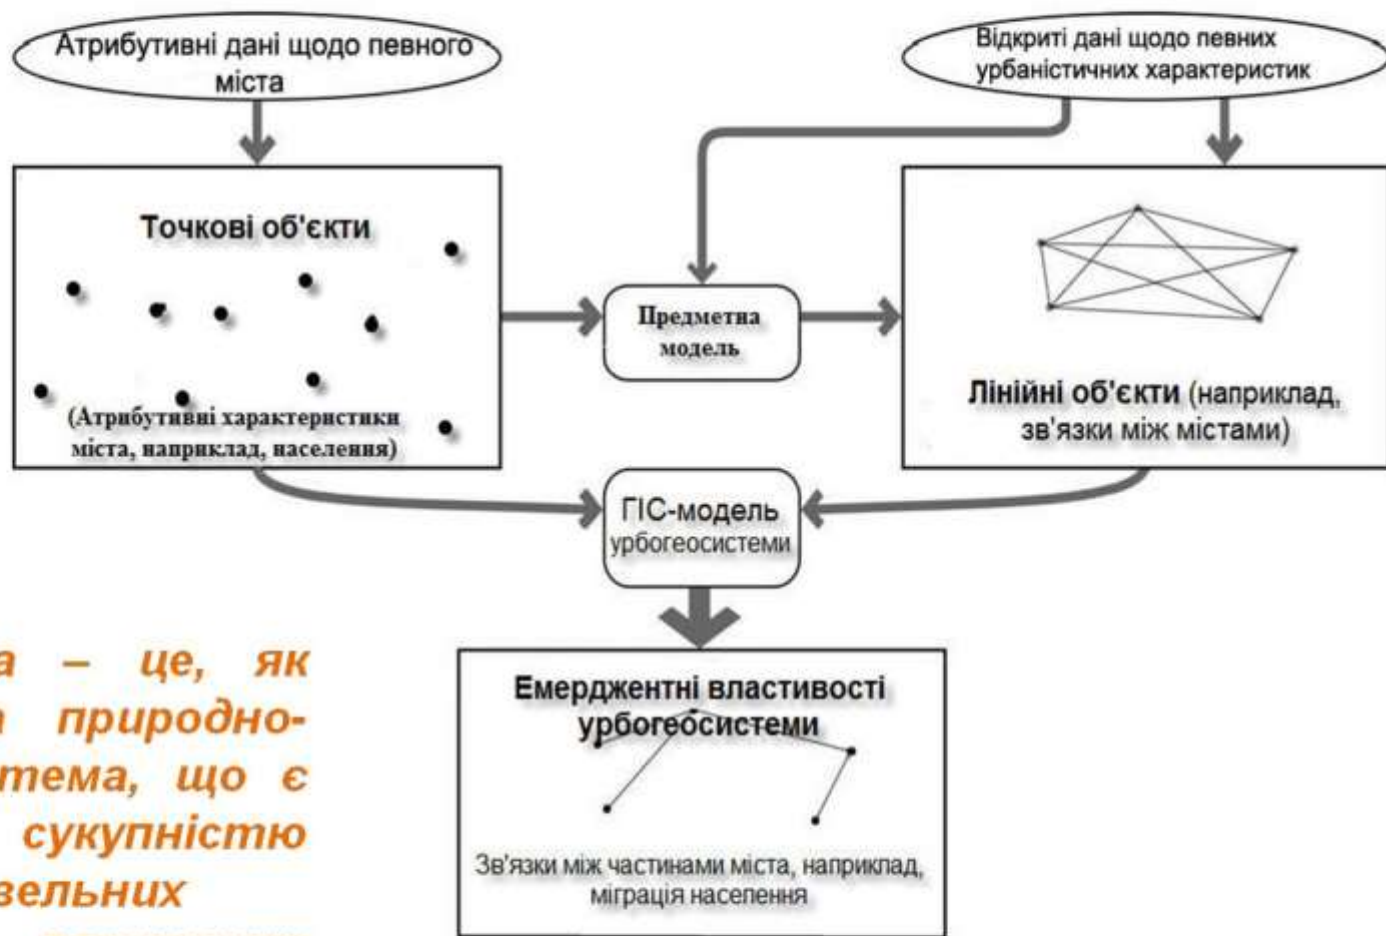 Атрибутивні дані щодо певного
міста
Відкриті дані щодо певних
урбаністичних характеристик
Точкові об'єкти
(Атрибутивні характеристики
міста, наприклад, населення)
Предметна
модель
Лінійні об'єкти (наприклад,
зв'язки між містами)
ГІС-модель
урбогеосистеми
Емерджентні властивості
урбогеосистеми
Зв'язки між частинами міста, наприклад,
міграція населення
а – це, як
природно-
тема, що є
сукупністю
зельних